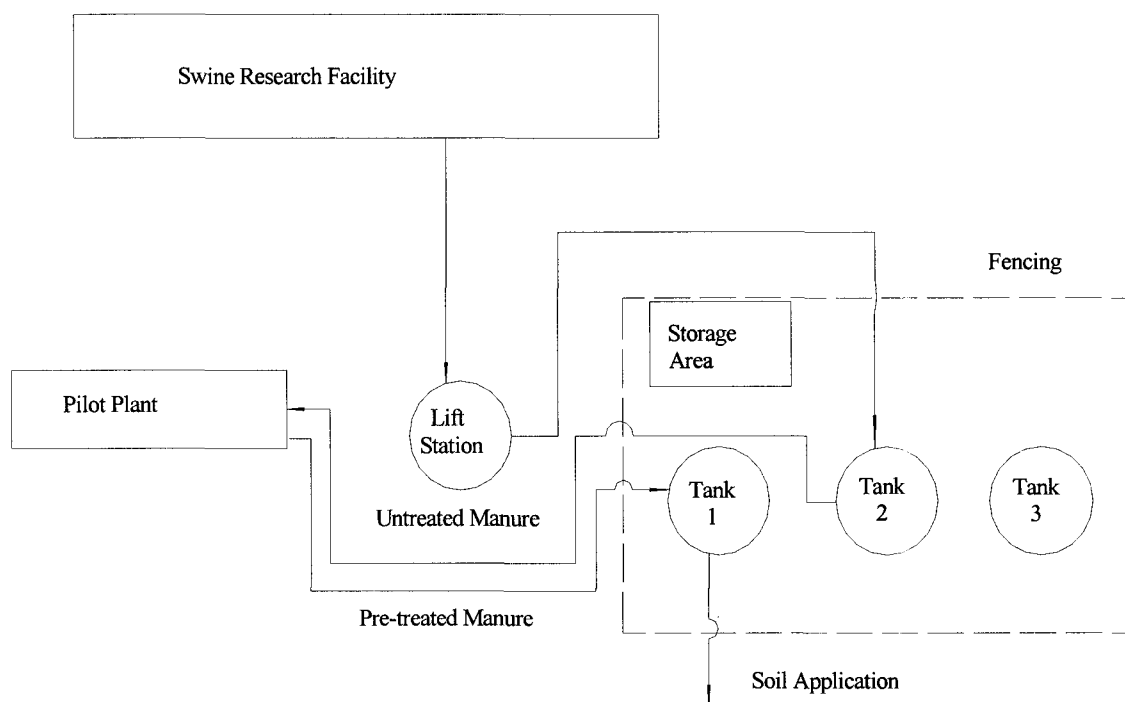 Swine Research Facility
Fencing
Storage
Area
Pilot Plant
Lift
Station
Tank
1
Tank
2
Tank
3
Untreated Manure
Pre-treated Manure
Soil Application